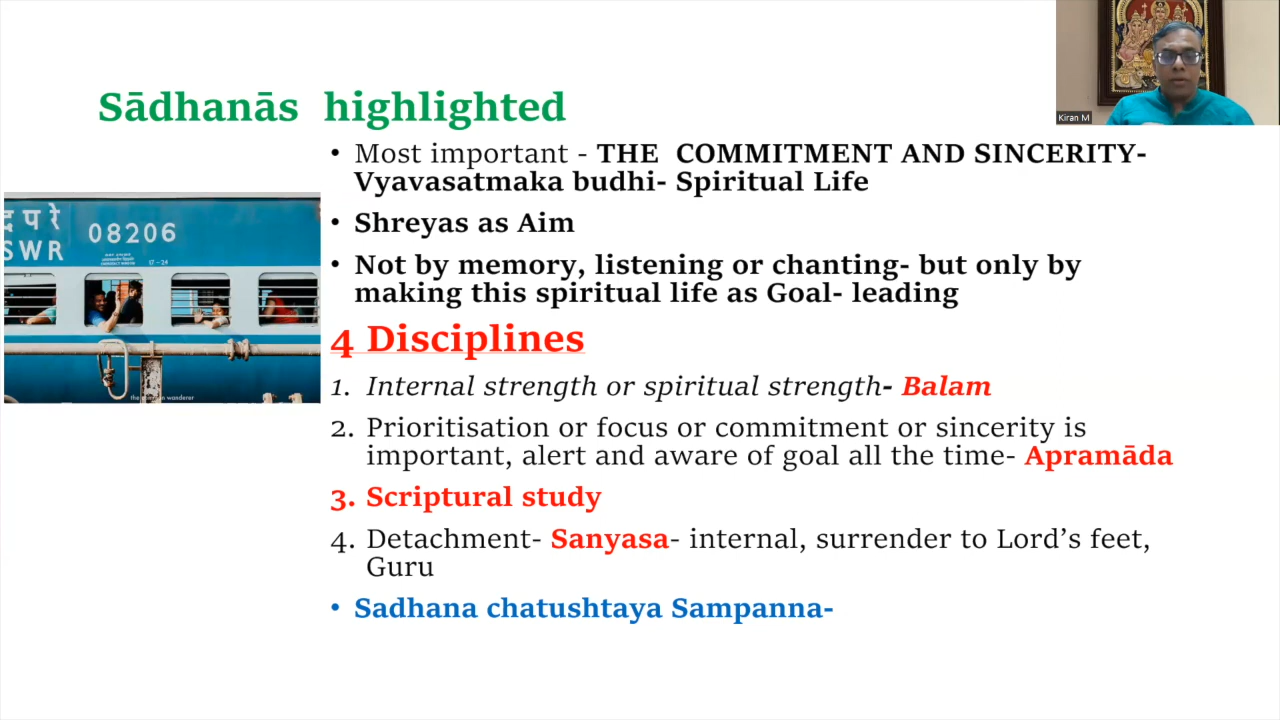 Sādhanās highlighted
• Most important - THE COMMITMENT AND SINCERITY-
Vyavasatmaka budhi- Spiritual Life
• Shreyas as Aim
• Not by memory, listening or chanting- but only by
making this spiritual life as Goal- leading
4 Disciplines
1. Internal strength or spiritual strength- Balam
2. Prioritisation or focus or commitment or sincerity is
important, alert and aware of goal all the time- Apramāda
3. Scriptural study
4. Detachment- Sanyasa- internal, surrender to Lord's feet,
Guru
• Sadhana chatushtaya Sampanna-
द प रे
SWR
08206
17-24
Kiran M